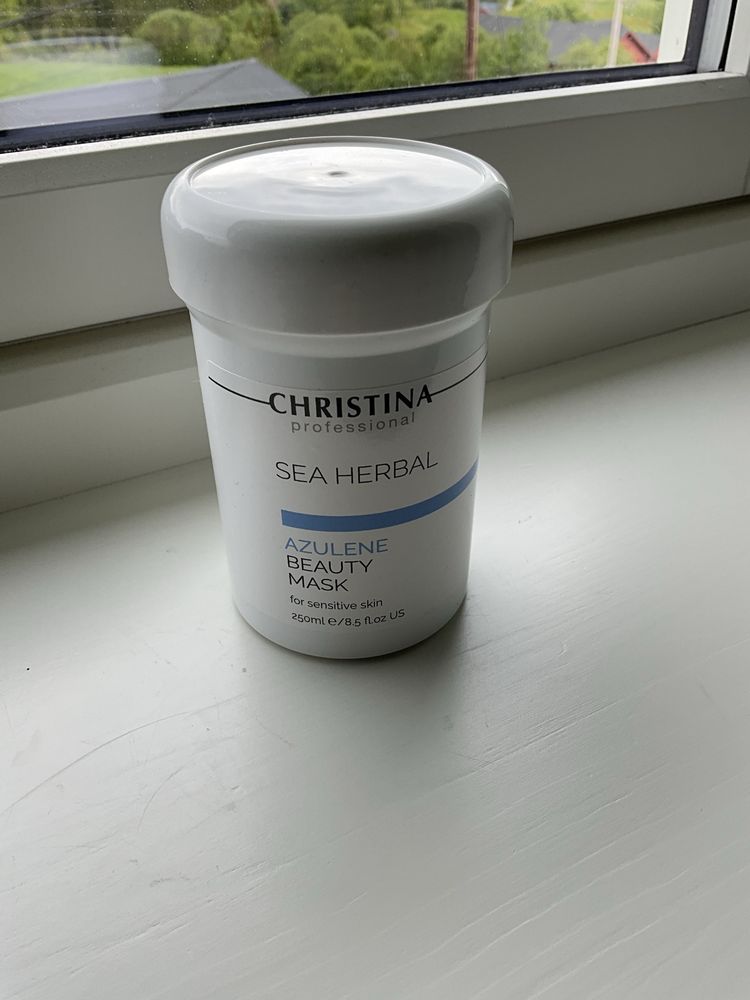 CHRISTINA
professional
SEA HERBAL
AZULENE
BEAUTY
MASK
for sensitive skin
250ml e/8.5 fl.oz US